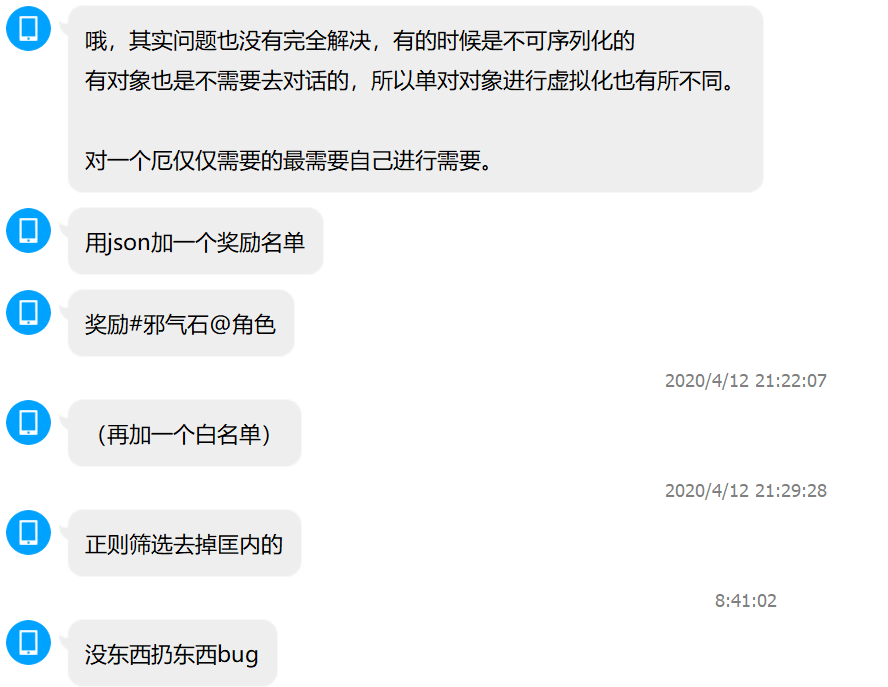 哦，其实问题也没有完全解决，有的时候是不可序列化的
有对象也是不需要去对话的，所以单对对象进行虚拟化也有所不同。
对一个厄仅仅需要的最需要自己进行需要。
用json加一个奖励名单
奖励#邪气石@角色
2020/4/12 21:22:07
（再加一个白名单）
2020/4/12 21:29:28
正则筛选去掉匡内的
8:41:02
没东西扔东西bug